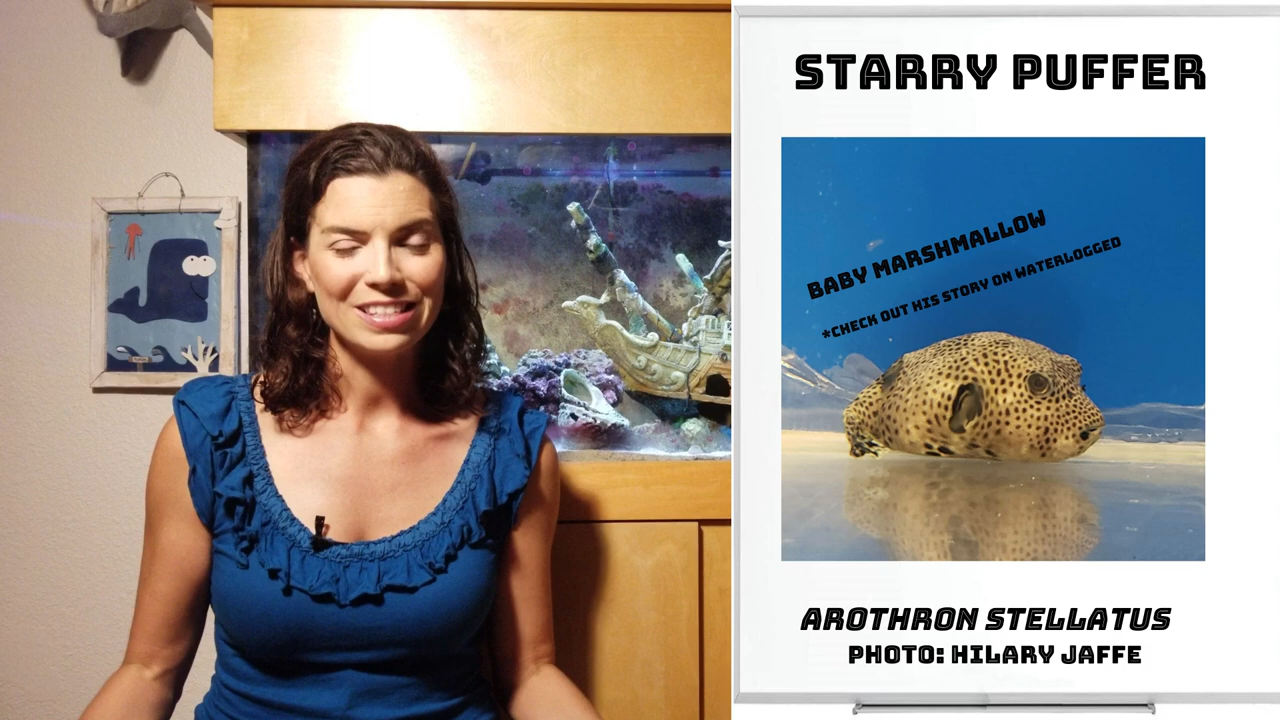 STARRY PUFFER
BABY MARSHMALLOW
*CHECK OUT HIS STORY ON WATERLOGGED
AROTHRON STELLATUS
PHOTO: HILARY JAFFE